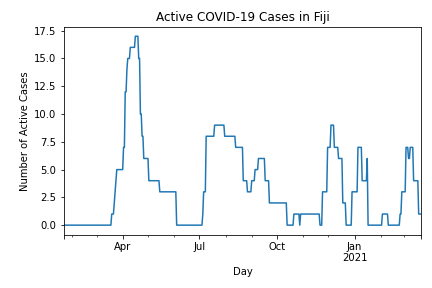 Active COVID-19 Cases in Fiji
Number of Active Cases
17.5
15.0
12.5
10.0
7.5
5.0
2.5
0.0
Apr
Jul
Oct
Jan
2021
Day